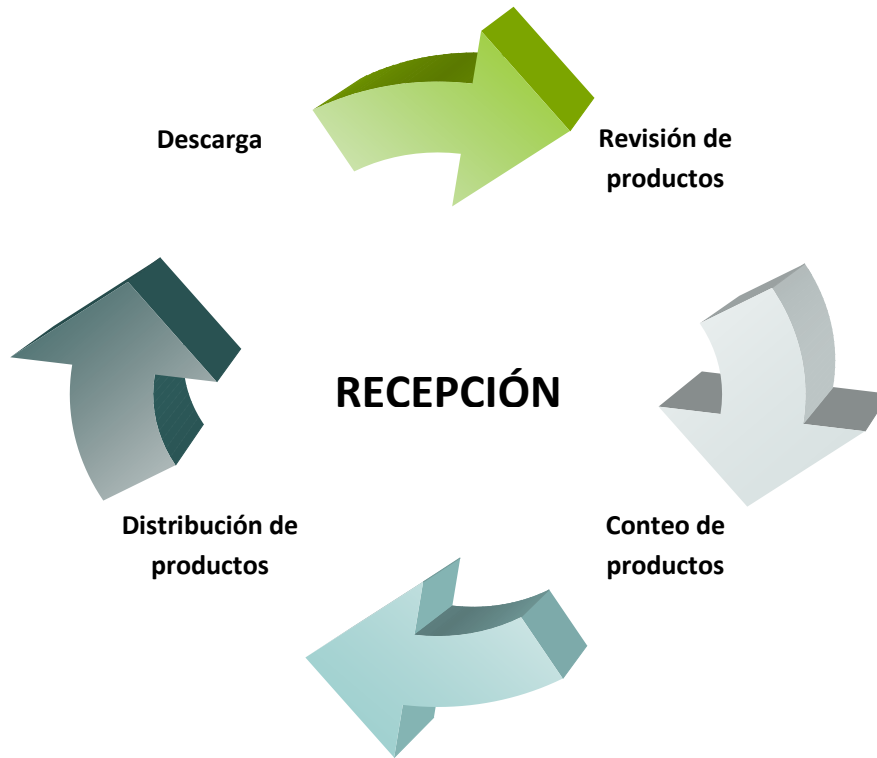 Descarga
Revisión de
productos
RECEPCIÓN
Distribución de
productos
Conteo de
productos